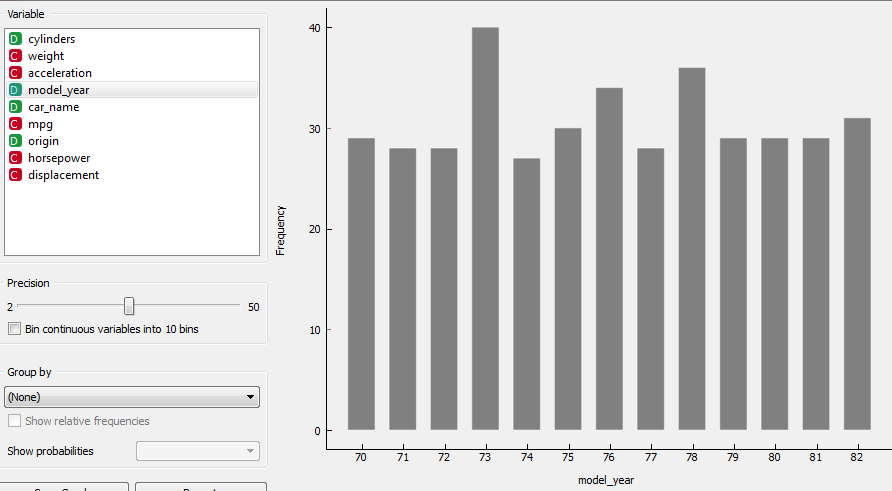 Variable
D cylinders
C weight
C acceleration
D model_year
D car_name
C mpg
D origin
C horsepower
C displacement
Precision
2 50
Bin continuous variables into 10 bins
Group by
(None)
Show relative frequencies
Show probabilities
40
30
20
10
0
Frequency
70 71 72 73 74 75 76 77 78 79 80 81 82
model_year